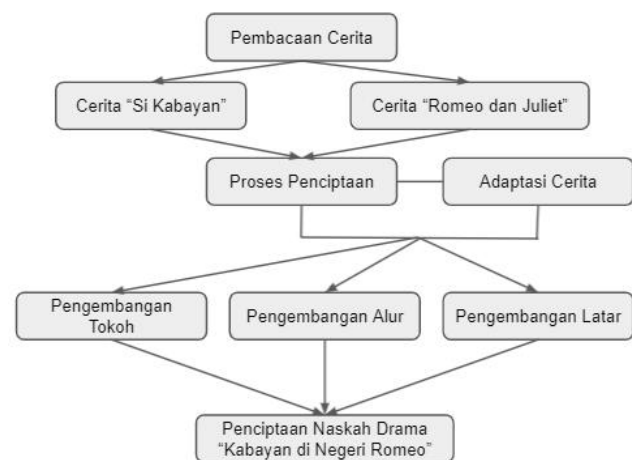 Pembacaan Cerita
Cerita “Si Kabayan”
Cerita “Romeo dan Juliet”
Proses Penciptaan
Adaptasi Cerita
Pengembangan
Tokoh
Pengembangan Alur
Pengembangan Latar
Penciptaan Naskah Drama
“Kabayan di Negeri Romeo”